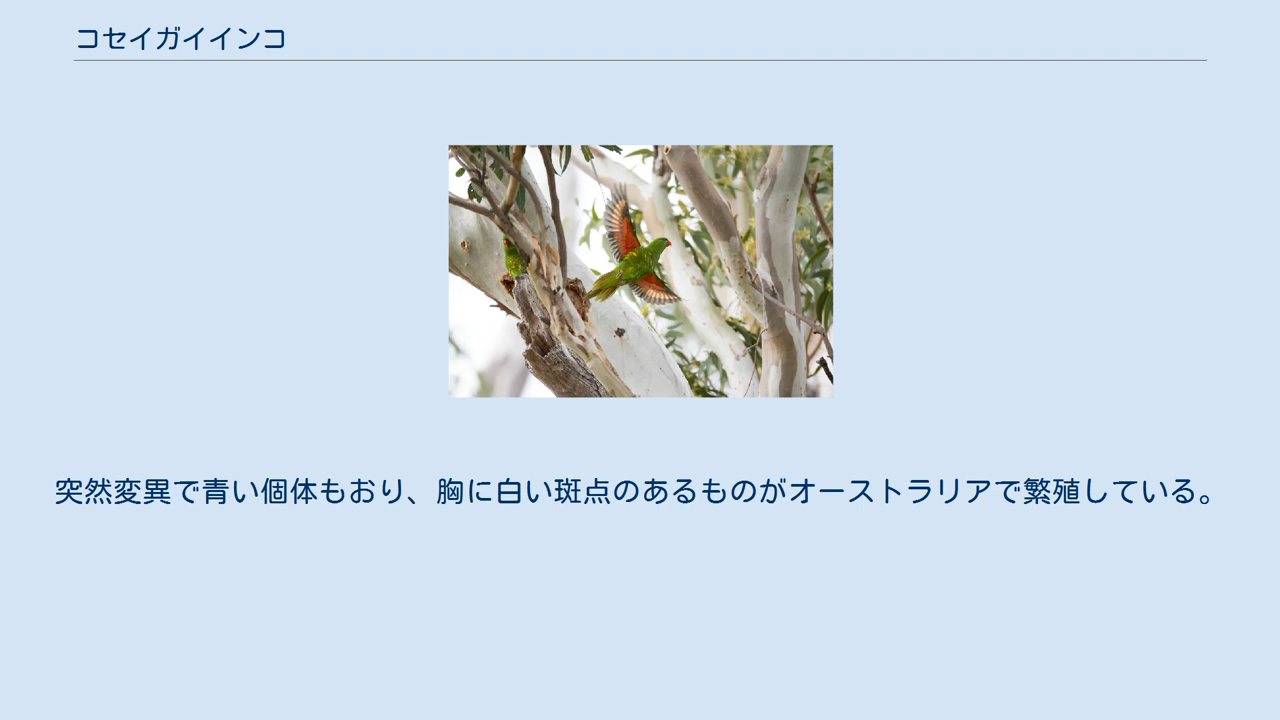 コセイガイインコ
突然変異で青い個体もおり、胸に白い斑点のあるものがオーストラリアで繁殖している。